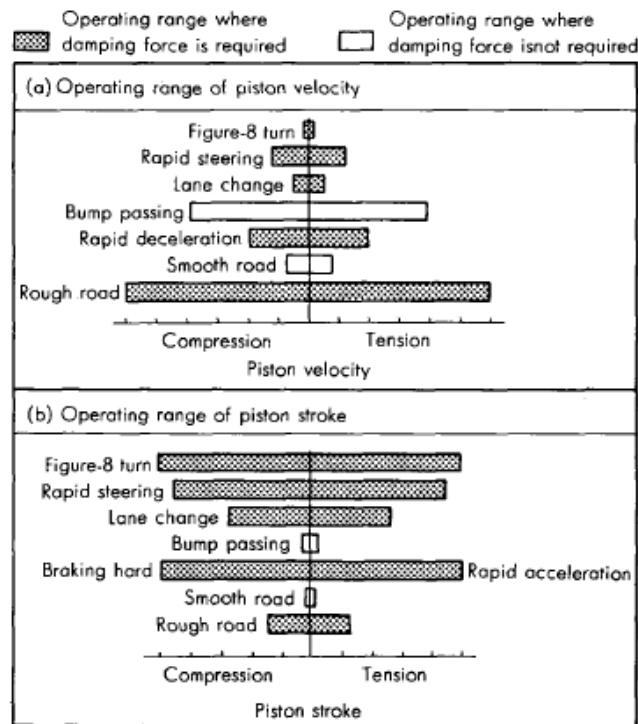 Operating range where
damping force is required
Operating range where
damping force isnot required
(a) Operating range of piston velocity
Figure-8 turn
Rapid steering
Lane change
Bump passing
Rapid deceleration
Smooth road
Rough road
Compression
Tension
Piston velocity
(b) Operating range of piston stroke
Figure-8 turn
Rapid steering
Lane change
Bump passing
Braking hard
Rapid acceleration
Smooth road
Rough road
Compression
Tension
Piston stroke